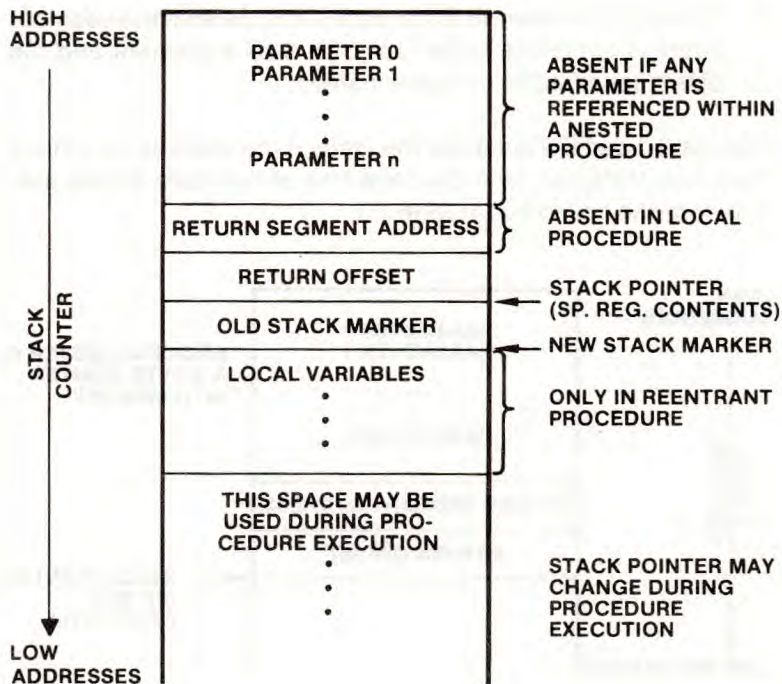 HIGH
ADDRESSES
PARAMETER 0
PARAMETER 1
PARAMETER n
ABSENT IF ANY
PARAMETER IS
REFERENCED WITHIN
A NESTED
PROCEDURE
RETURN SEGMENT ADDRESS
ABSENT IN LOCAL
PROCEDURE
RETURN OFFSET
STACK POINTER
(SP. REG. CONTENTS)
STACK
COUNTER
OLD STACK MARKER
NEW STACK MARKER
LOCAL VARIABLES
ONLY IN REENTRANT
PROCEDURE
THIS SPACE MAY BE
USED DURING PRO-
CEDURE EXECUTION
STACK POINTER MAY
CHANGE DURING
PROCEDURE
EXECUTION
LOW
ADDRESSES